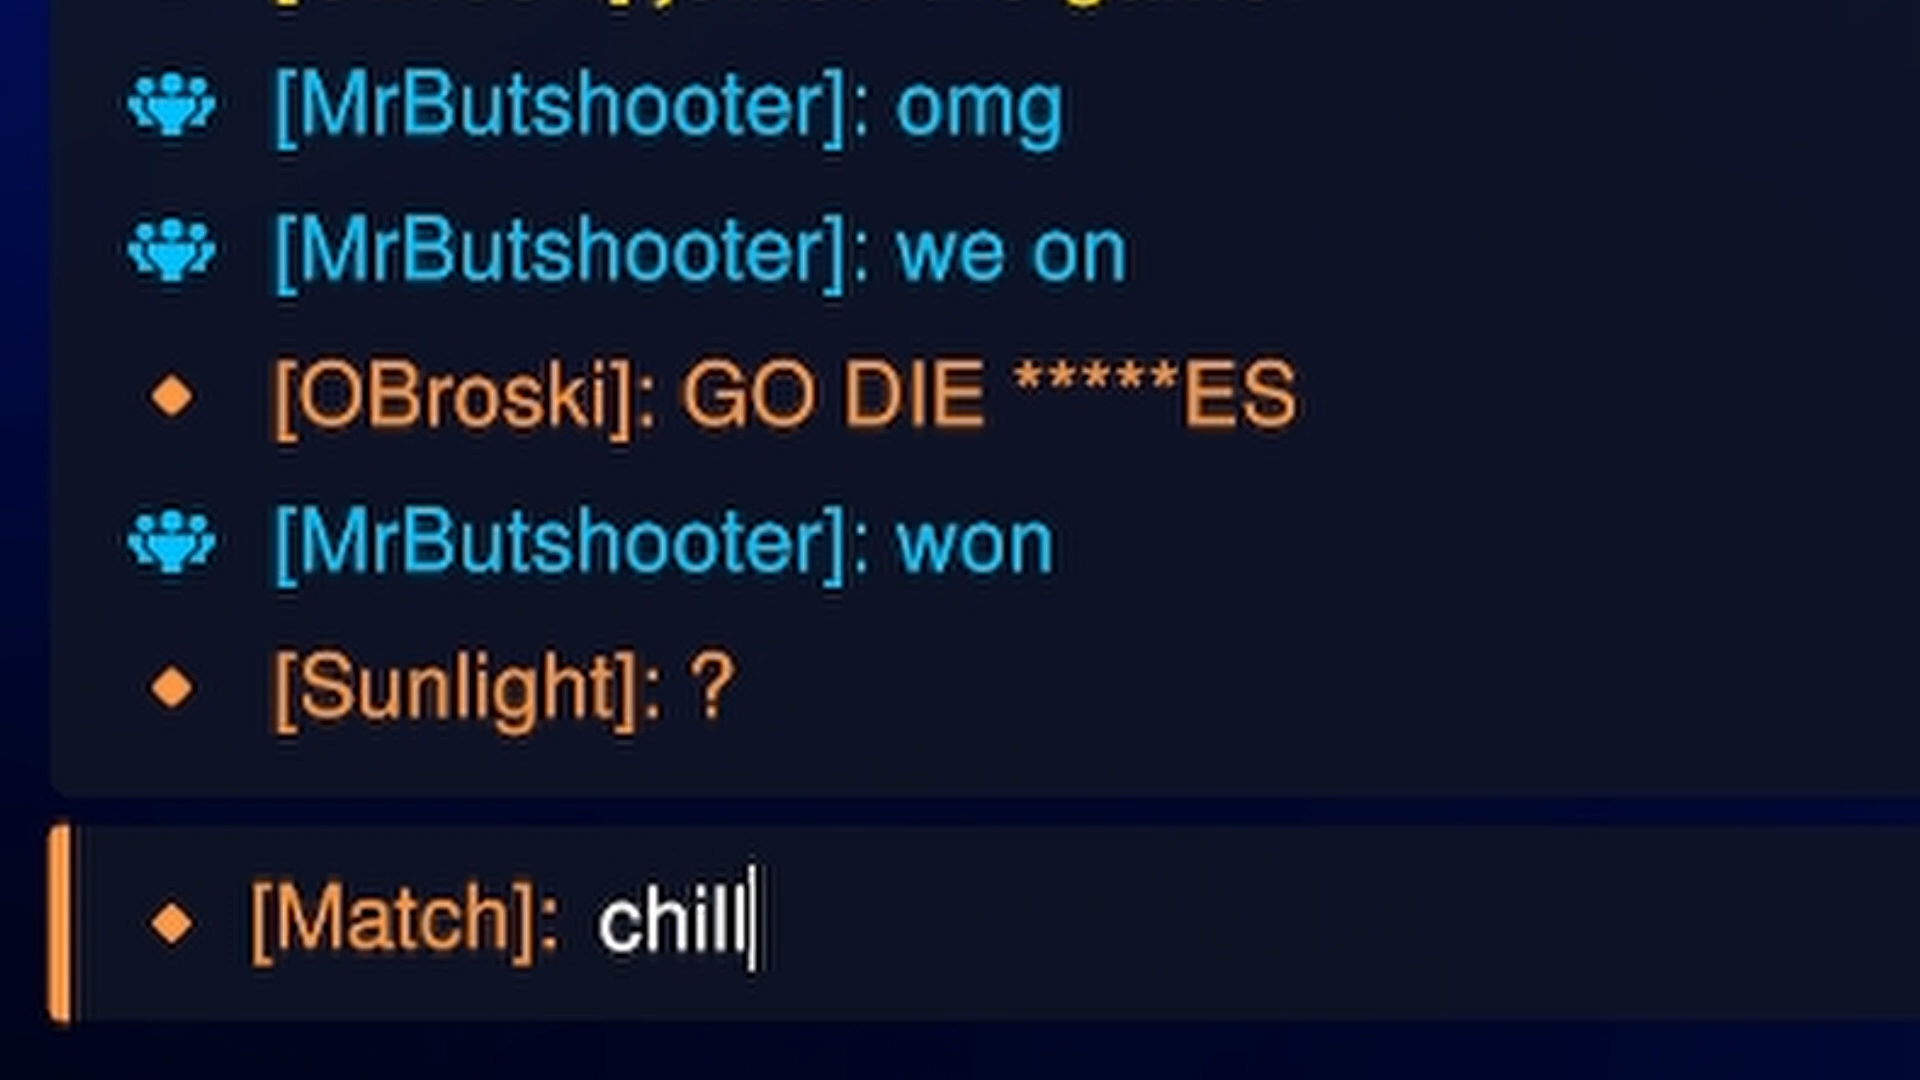 [MrButshooter]: omg
[MrButshooter]: we on
[OBroski]: GO DIE *****ES
[MrButshooter]: won
[Sunlight]: ?
[Match]: chill